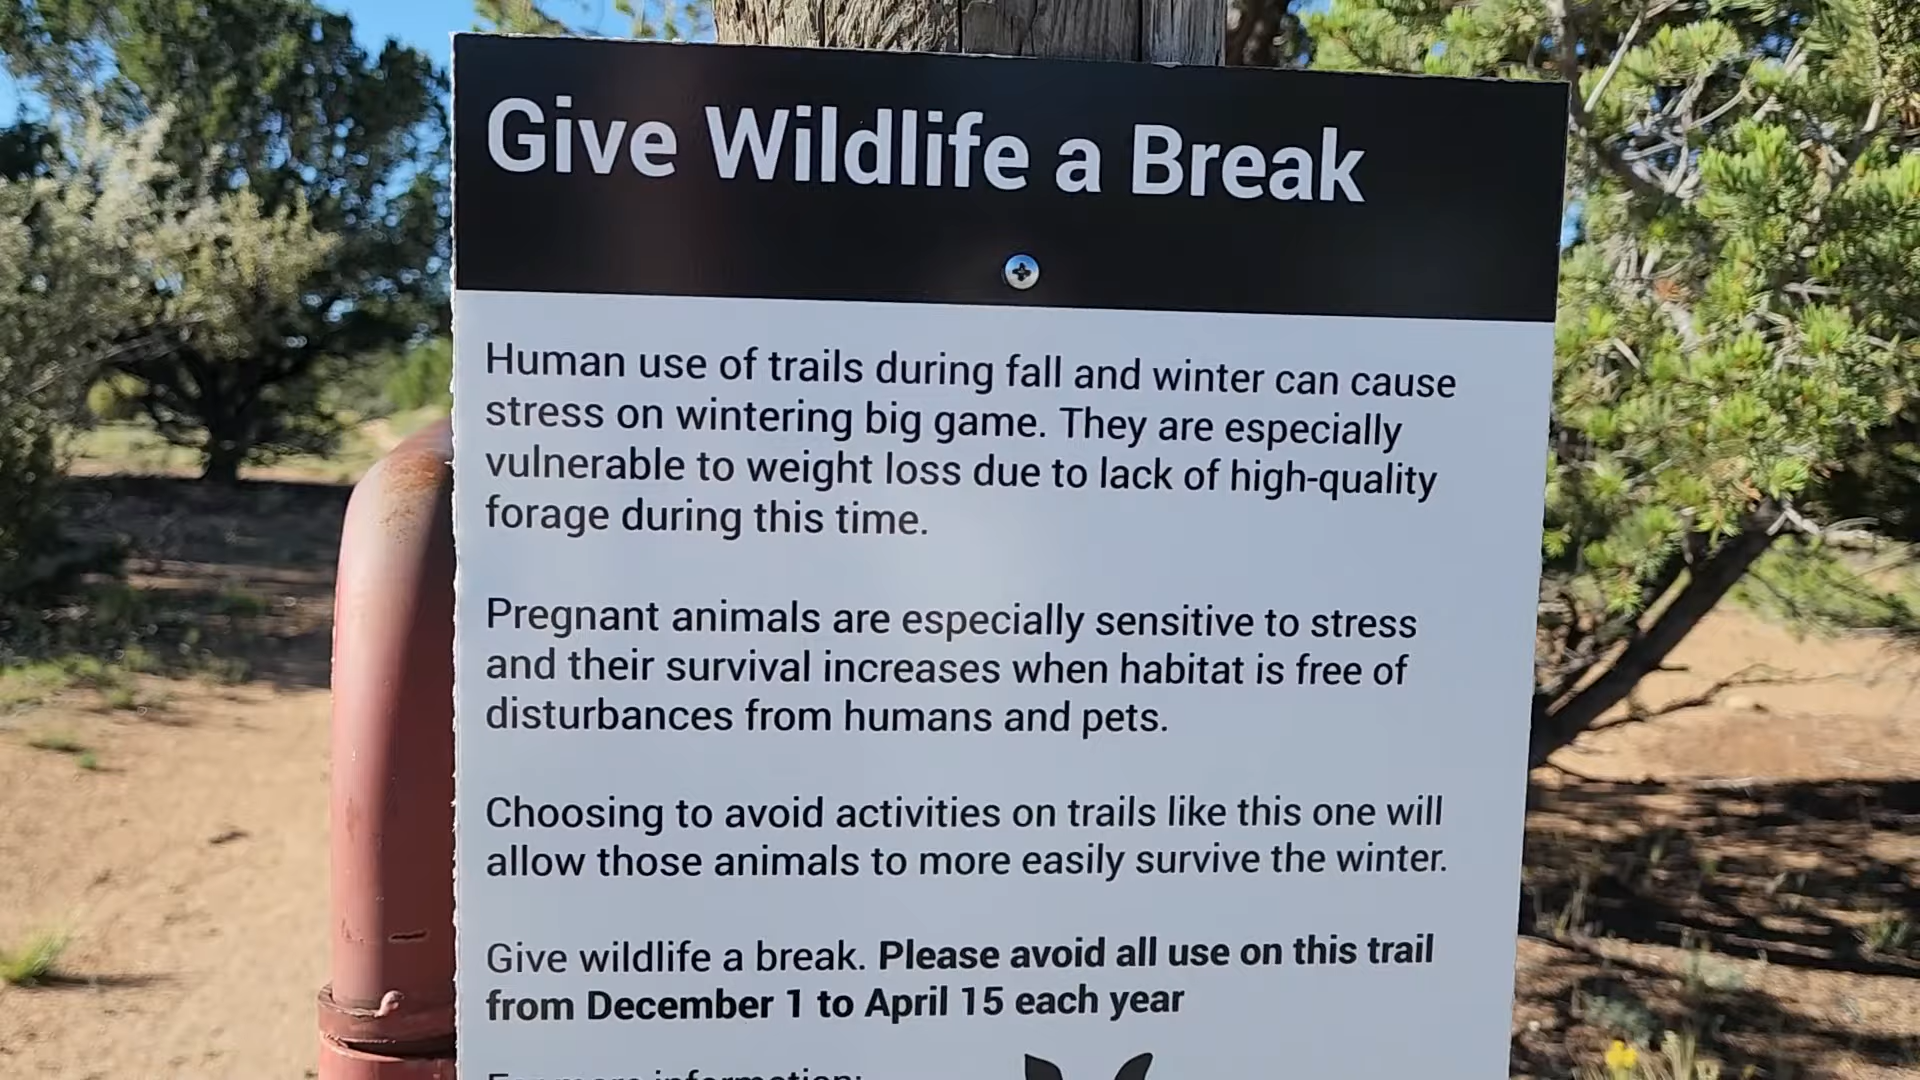 Give Wildlife a Break
Human use of trails during fall and winter can cause
stress on wintering big game. They are especially
vulnerable to weight loss due to lack of high-quality
forage during this time.
Pregnant animals are especially sensitive to stress
and their survival increases when habitat is free of
disturbances from humans and pets.
Choosing to avoid activities on trails like this one will
allow those animals to more easily survive the winter.
Give wildlife a break. Please avoid all use on this trail
from December 1 to April 15 each year
For more information: